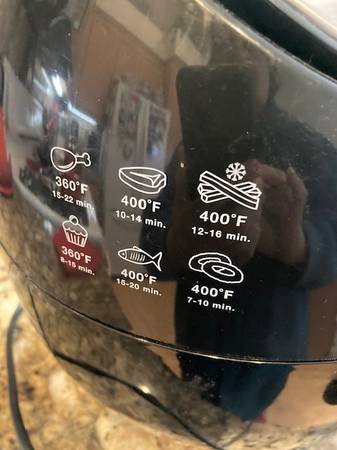 360°F
15-22 min.
400°F
10-14 min.
400°F
12-16 min.
360°F
8-15 min.
400°F
15-20 min.
400°F
7-10 min.